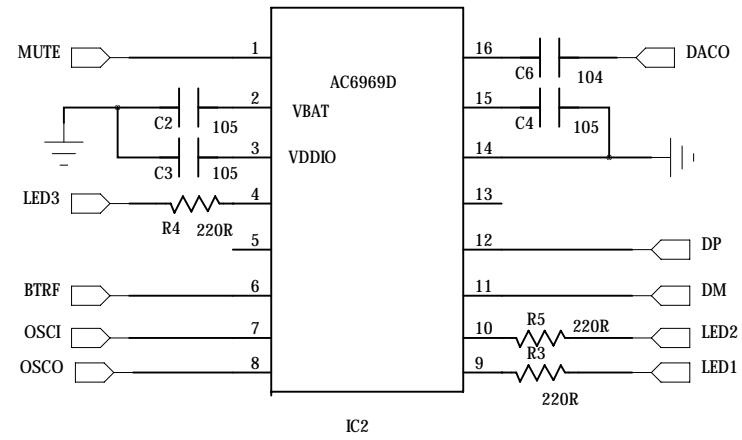 MUTE 1 16 DACO
C6 104
AC6969D
2 VBAT 15
C2 105 C4 105
3 VDDIO 14
C3 105
LED3 4 13
R4 220R
5 12 DP
BTRF 6 11 DM
R5 220R
OSCI 7 10 LED2
R3
OSCO 8 9 LED1
220R
IC2